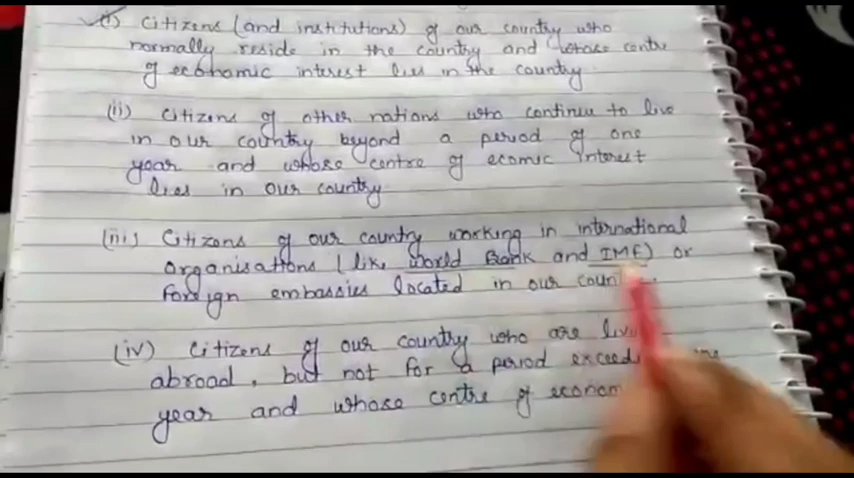 (i) Citizens (and institutions) of our country who
normally reside in the country and whose centre
of economic interest lies in the country
(ii) Citizens of other nations who continue to live
in our country beyond a period of one
year and whose centre of ecomic interest
lies in our country
(iii) Citizens of our country working in international
organisations (like World Bank and IMF) or
foreign embassies located in our
(iv) Citizens of our country who are
abroad, but not for a period
year and whose centre of